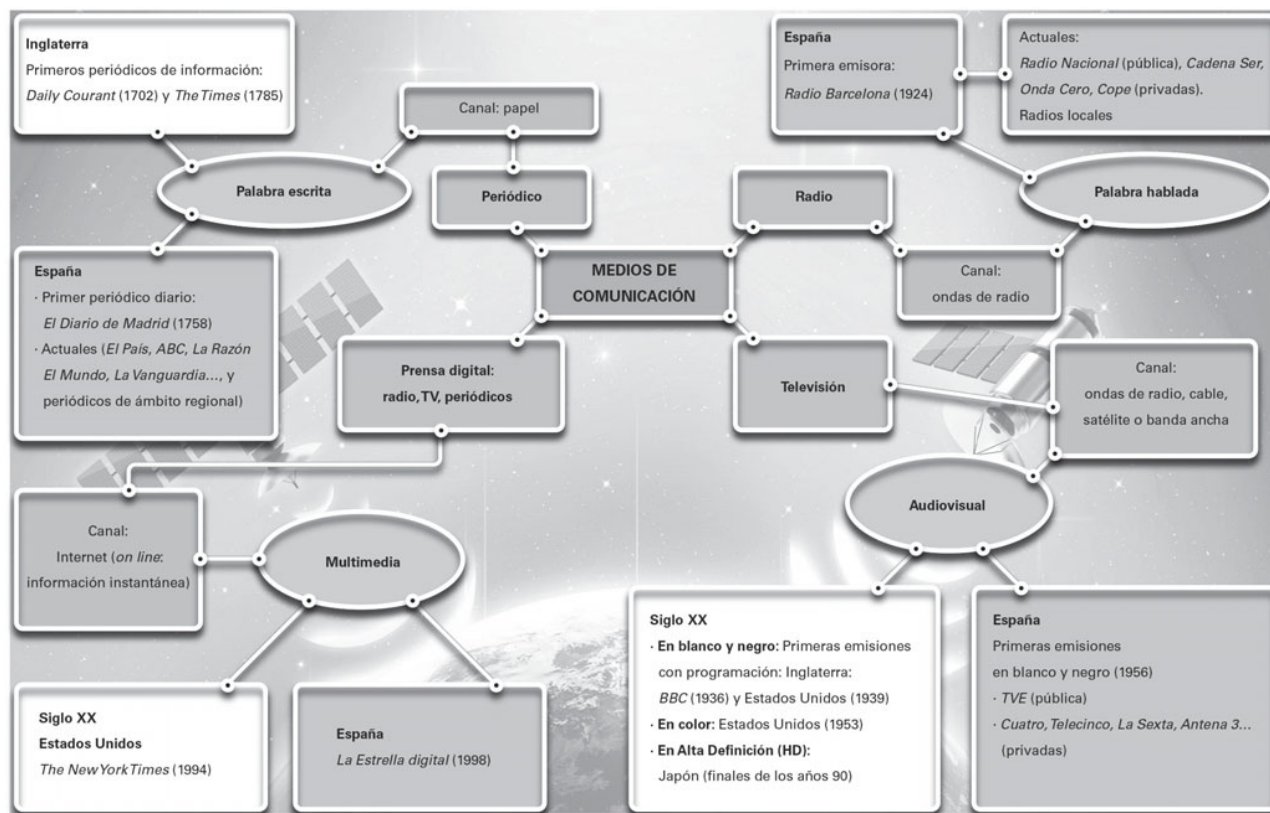 Inglaterra
Primeros periódicos de información:
Daily Courant (1702) y The Times (1785)
Canal: papel
España
Primera emisora:
Radio Barcelona (1924)
Actuales:
Radio Nacional (pública), Cadena Ser,
Onda Cero, Cope (privadas).
Radios locales
Palabra escrita
Periódico
Radio
Palabra hablada
MEDIOS DE
COMUNICACIÓN
Canal:
ondas de radio
España
· Primer periódico diario:
El Diario de Madrid (1758)
· Actuales (El País, ABC, La Razón
El Mundo, La Vanguardia..., y
periódicos de ámbito regional)
Prensa digital:
radio, TV, periódicos
Televisión
Canal:
ondas de radio, cable,
satélite o banda ancha
Audiovisual
Canal:
Internet (on line:
información instantánea)
Multimedia
Siglo XX
Estados Unidos
The New York Times (1994)
España
La Estrella digital (1998)
Siglo XX
· En blanco y negro: Primeras emisiones
con programación: Inglaterra:
BBC (1936) y Estados Unidos (1939)
· En color: Estados Unidos (1953)
· En Alta Definición (HD):
Japón (finales de los años 90)
España
Primeras emisiones
en blanco y negro (1956)
· TVE (pública)
· Cuatro, Telecinco, La Sexta, Antena 3...
(privadas)